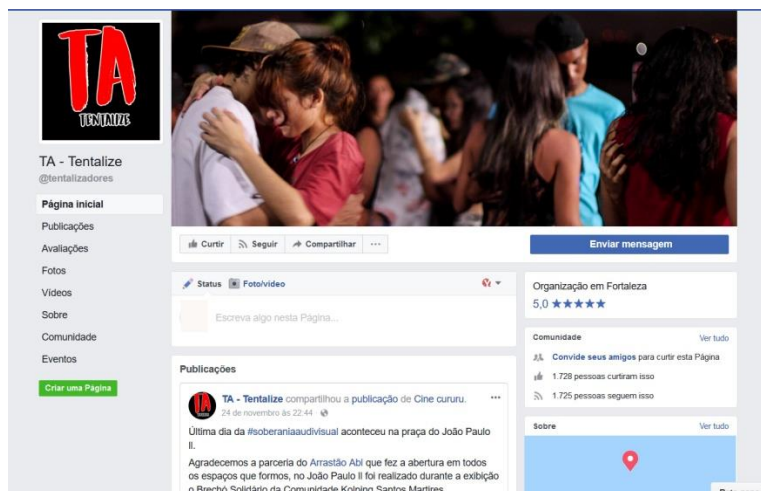 TA
TENTALIZE
TA - Tentalize
@tentalizadores
Página inicial
Publicações
Avaliações
Fotos
Vídeos
Sobre
Comunidade
Eventos
Criar uma Página
Curtir Seguir Compartilhar ...
Enviar mensagem
Status Foto/vídeo
Escreva algo nesta Página...
Publicações
TA
TA - Tentalize compartilhou a publicação de Cine cururu.
24 de novembro às 22:44 ·
Última dia da #soberaniaaudivisual aconteceu na praça do João Paulo
II.
Agradecemos a parceria do Arrastão Abl que fez a abertura em todos
os espaços que formos, no João Paulo II foi realizado durante a exibição
o Brechó Solidário da Comunidade Kolping Santos Martires
Organização em Fortaleza
5,0 ★★★★★
Comunidade Ver tudo
Convide seus amigos para curtir esta Página
1.728 pessoas curtiram isso
1.725 pessoas seguem isso
Sobre Ver tudo